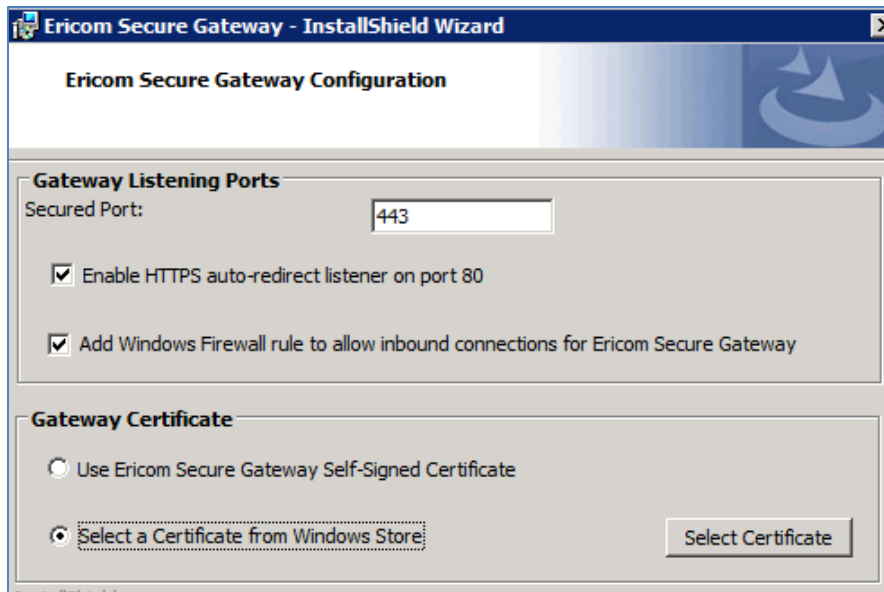 Ericom Secure Gateway - InstallShield Wizard
Ericom Secure Gateway Configuration
Gateway Listening Ports
Secured Port: 443
Enable HTTPS auto-redirect listener on port 80
Add Windows Firewall rule to allow inbound connections for Ericom Secure Gateway
Gateway Certificate
Use Ericom Secure Gateway Self-Signed Certificate
Select a Certificate from Windows Store Select Certificate